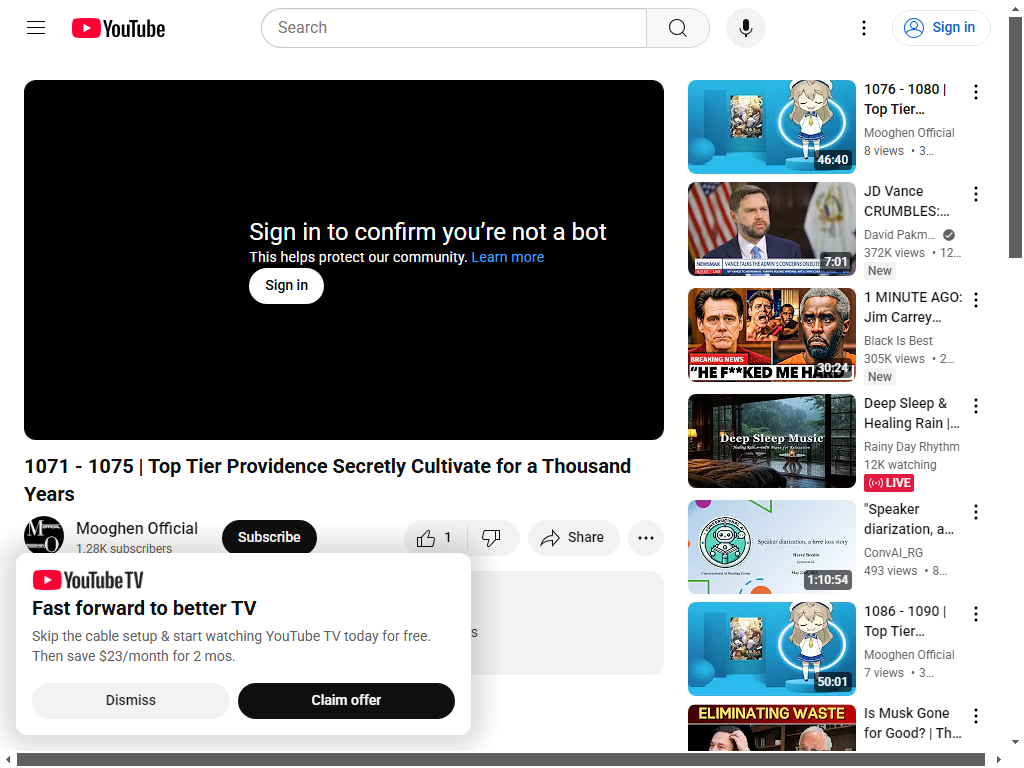 YouTube
Search
Sign in
Sign in to confirm you're not a bot
This helps protect our community. Learn more
Sign in
1071 - 1075 | Top Tier Providence Secretly Cultivate for a Thousand
Years
Mooghen Official
1.28K subscribers
Subscribe
1
Share
YouTube TV
Fast forward to better TV
Skip the cable setup & start watching YouTube TV today for free.
Then save $23/month for 2 mos.
Dismiss
Claim offer
s
46:40
1076 - 1080 |
Top Tier...
Mooghen Official
8 views • 3...
NEWSMAX
7:01
JD Vance
CRUMBLES:...
David Pakm...
372K views • 12...
New
BREAKING NEWS
"HE F**KED ME HARD
30:24
1 MINUTE AGO:
Jim Carrey...
Black Is Best
305K views • 2...
New
Deep Sleep Music
Deep Sleep &
Healing Rain |...
Rainy Day Rhythm
12K watching
LIVE
Speaker diarization, a love loss story
Hervé Bredin
May 22nd
1:10:54
"Speaker
diarization, a...
ConvAI_RG
493 views • 8...
50:01
1086 - 1090 |
Top Tier...
Mooghen Official
7 views • 3...
ELIMINATING WASTE
Is Musk Gone
for Good? | Th...